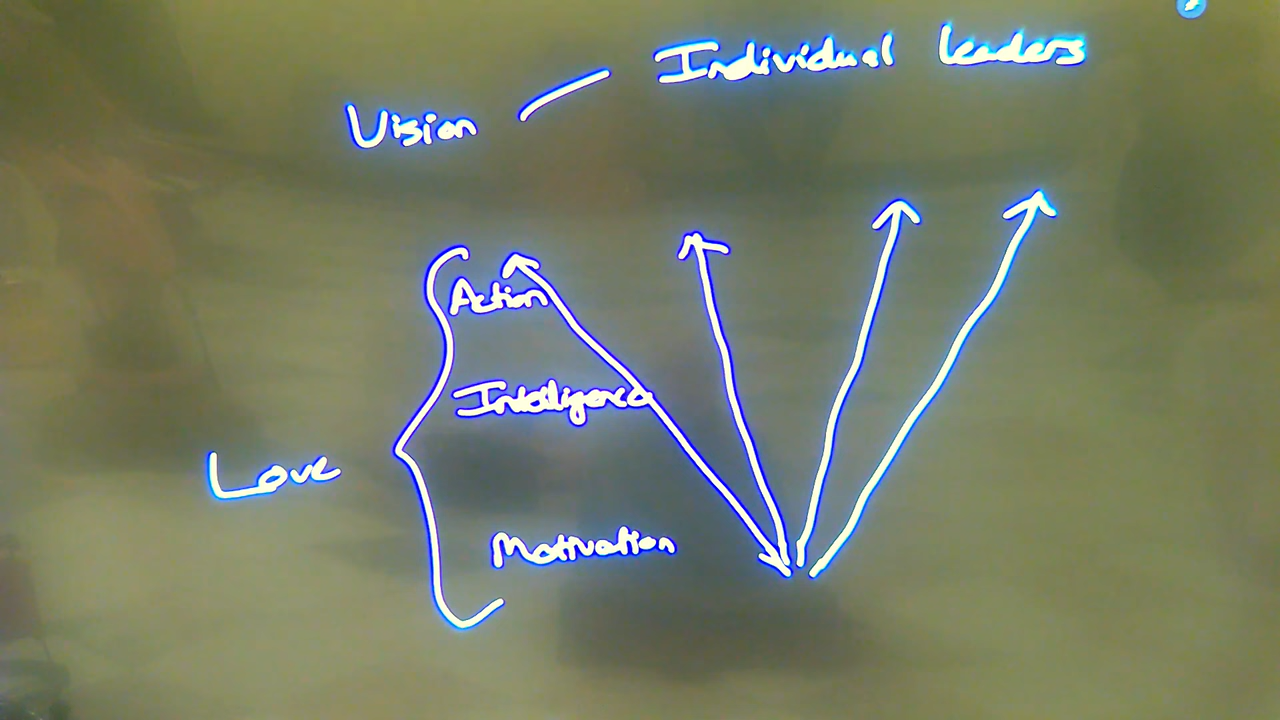 Vision — Individual leaders
Action
Intelligence
Love
Motivation